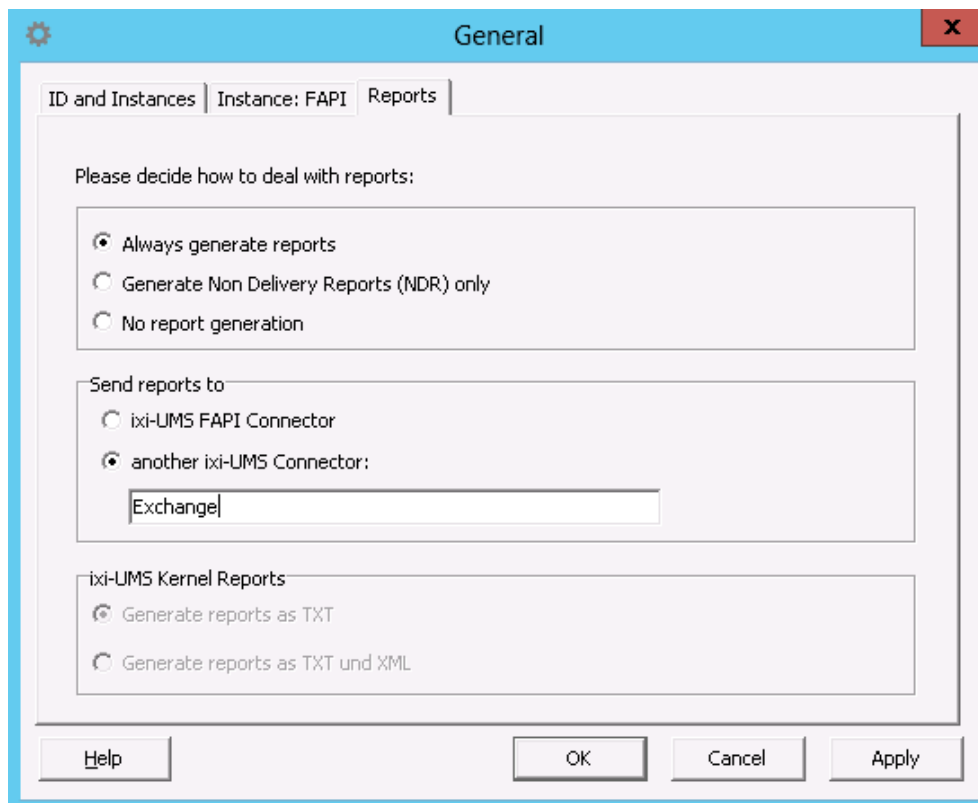 General
x
ID and Instances Instance: FAPI Reports
Please decide how to deal with reports:
Always generate reports
Generate Non Delivery Reports (NDR) only
No report generation
Send reports to
ixi-UMS FAPI Connector
another ixi-UMS Connector:
Exchange
ixi-UMS Kernel Reports
Generate reports as TXT
Generate reports as TXT und XML
Help OK Cancel Apply